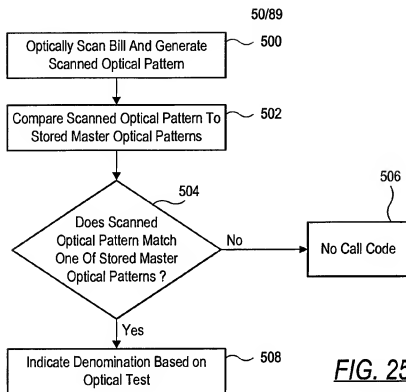 50/89
Optically Scan Bill And Generate
Scanned Optical Pattern
500
Compare Scanned Optical Pattern To
Stored Master Optical Patterns
502
504
Does Scanned
Optical Pattern Match
One Of Stored Master
Optical Patterns ?
No
506
No Call Code
Yes
Indicate Denomination Based on
Optical Test
508
FIG. 25